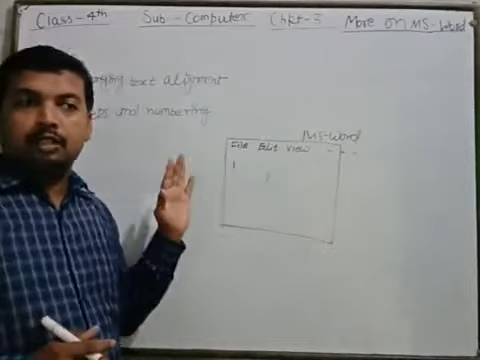 Class-4th Sub-Computer Chpt-3 More on MS-Word
text alignment
and numbering
MS-Word
File Edit View - - -